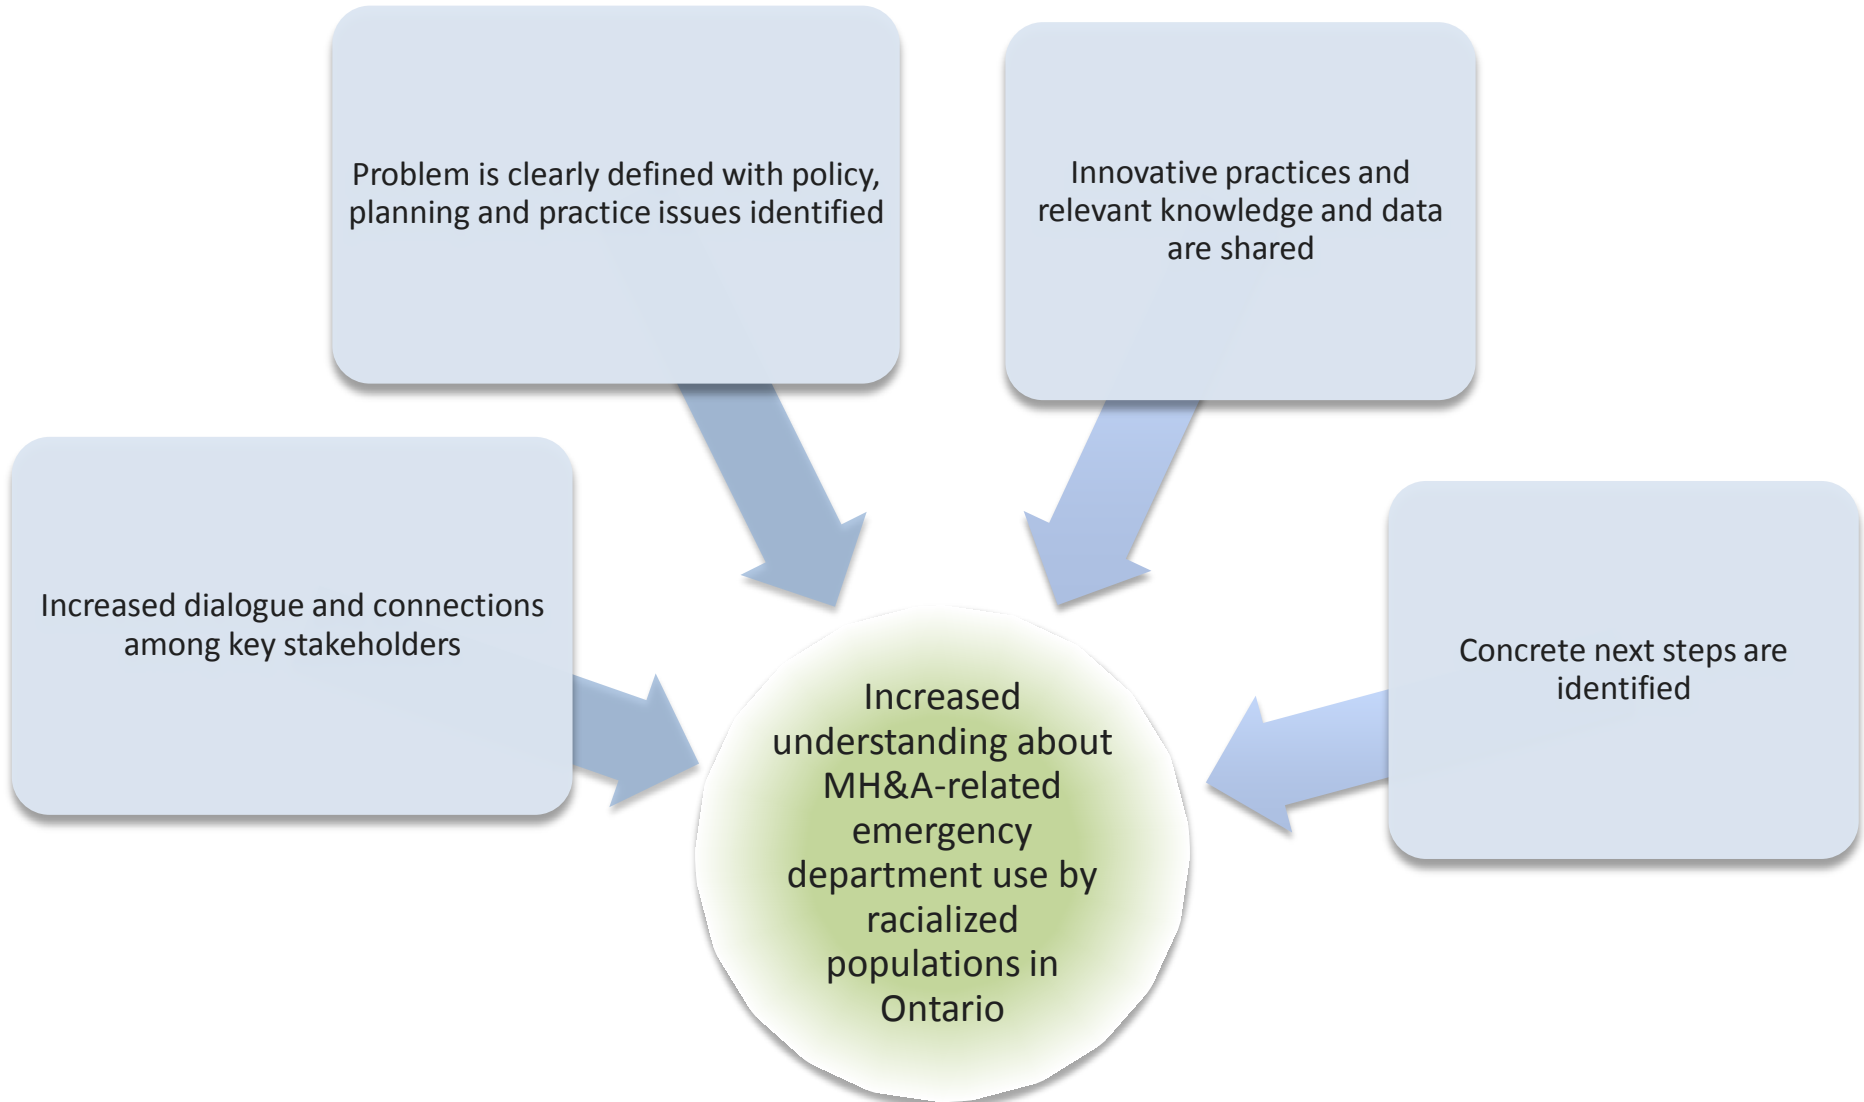 Problem is clearly defined with policy,
planning and practice issues identified
Innovative practices and
relevant knowledge and data
are shared
Increased dialogue and connections
among key stakeholders
Concrete next steps are
identified
Increased
understanding about
MH&A-related
emergency
department use by
racialized
populations in
Ontario